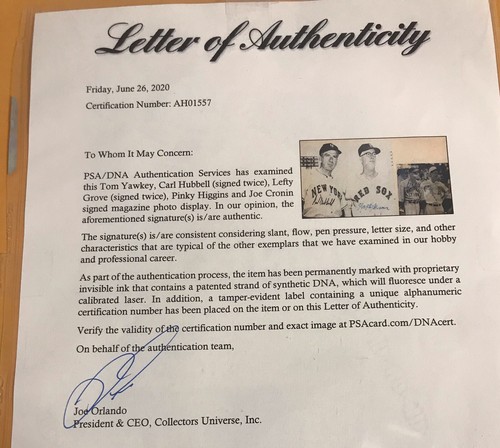 Letter of Authenticity
Friday, June 26, 2020
Certification Number: AH01557
To Whom It May Concern:
PSA/DNA Authentication Services has examined
this Tom Yawkey, Carl Hubbell (signed twice), Lefty
Grove (signed twice), Pinky Higgins and Joe Cronin
signed magazine photo display. In our opinion, the
aforementioned signature(s) is/are authentic.
NEW YORK
RED SOX
The signature(s) is/are consistent considering slant, flow, pen pressure, letter size, and other
characteristics that are typical of the other exemplars that we have examined in our hobby
and professional career.
As part of the authentication process, the item has been permanently marked with proprietary
invisible ink that contains a patented strand of synthetic DNA, which will fluoresce under a
calibrated laser. In addition, a tamper-evident label containing a unique alphanumeric
certification number has been placed on the item or on this Letter of Authenticity.
Verify the validity of the certification number and exact image at PSAcard.com/DNAcert.
On behalf of the authentication team,
Joe Orlando
President & CEO, Collectors Universe, Inc.